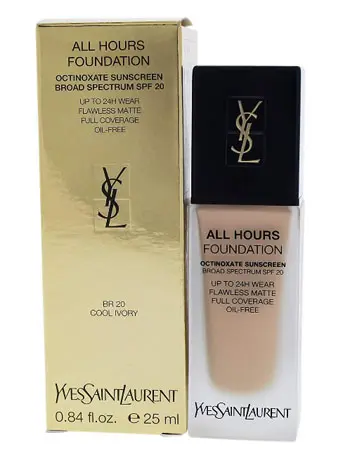 ALL HOURS
FOUNDATION
OCTINOXATE SUNSCREEN
BROAD SPECTRUM SPF 20
UP TO 24H WEAR
FLAWLESS MATTE
FULL COVERAGE
OIL-FREE
YSL
BR 20
COOL IVORY
YVESSAINTLAURENT
0.84 fl.oz. e 25 ml
YSL
ALL HOURS
FOUNDATION
OCTINOXATE SUNSCREEN
BROAD SPECTRUM SPF 20
UP TO 24H WEAR
FLAWLESS MATTE
FULL COVERAGE
OIL-FREE
YVESSAINTLAURENT